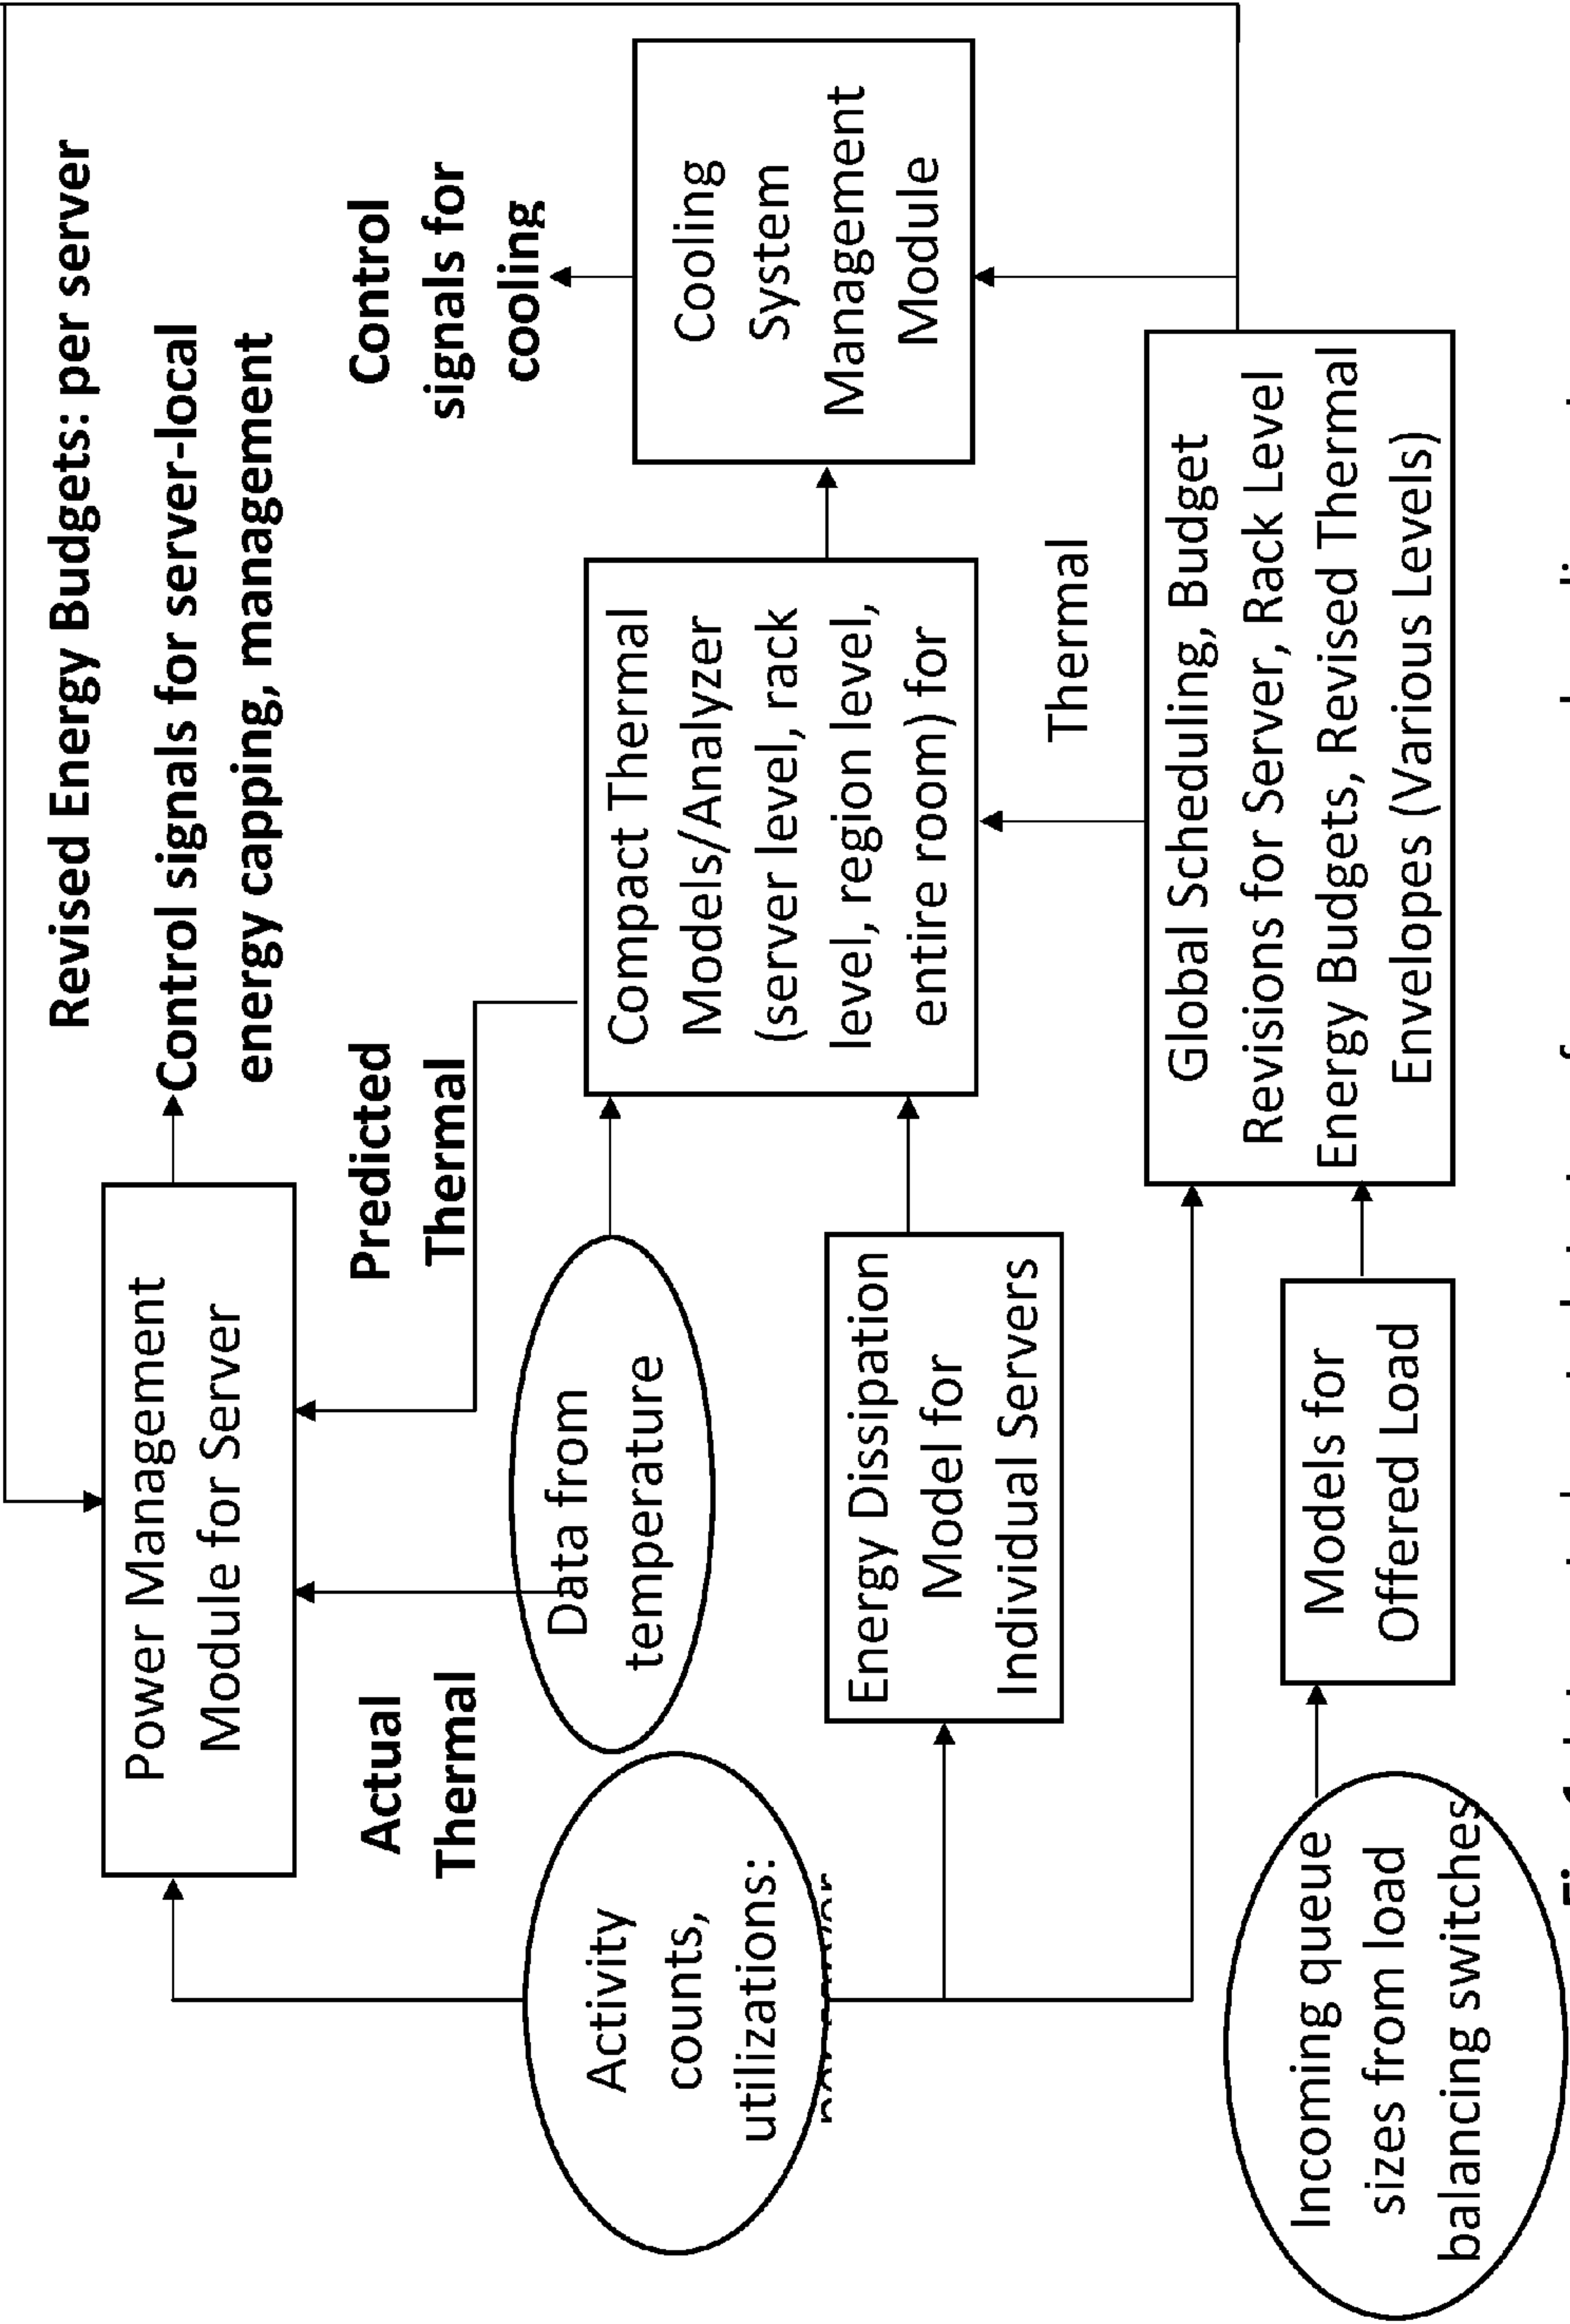 Revised Energy Budgets: per server
Power Management
Module for Server
Control signals for server-local
energy capping, management
Actual
Thermal
Predicted
Thermal
Control
signals for
cooling
Activity
counts,
utilizations:
Data from
temperature
Compact Thermal
Models/Analyzer
(server level, rack
level, region level,
entire room) for
Cooling
System
Management
Module
Energy Dissipation
Model for
Individual Servers
Thermal
Incoming queue
sizes from load
balancing switches
Models for
Offered Load
Global Scheduling, Budget
Revisions for Server, Rack Level
Energy Budgets, Revised Thermal
Envelopes (Various Levels)